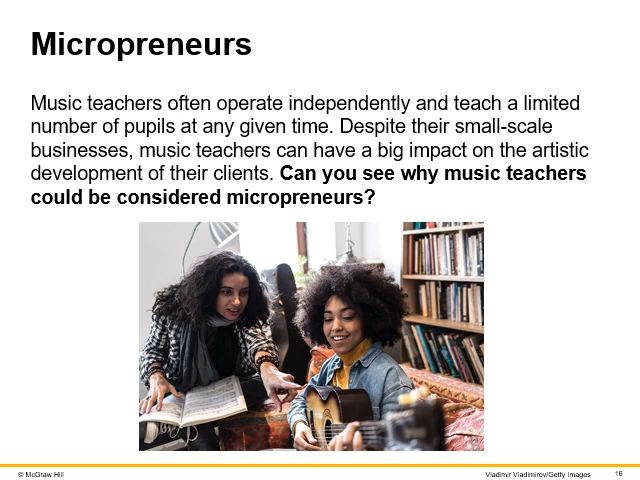 Micropreneurs
Music teachers often operate independently and teach a limited
number of pupils at any given time. Despite their small-scale
businesses, music teachers can have a big impact on the artistic
development of their clients. Can you see why music teachers
could be considered micropreneurs?
© McGraw Hill
Vladimir Vladimirov/Getty Images
16